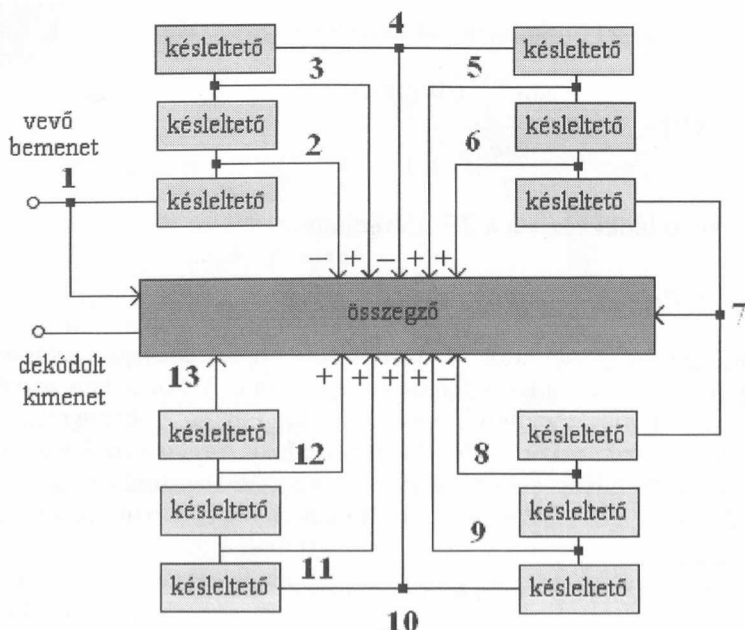 4
késleltető
késleltető
3
5
vevő
bemenet
késleltető
késleltető
1
2
6
késleltető
késleltető
– + – + +
összegző
7
dekódolt
kimenet
13
+ + + + –
késleltető
késleltető
12
8
késleltető
késleltető
11
9
késleltető
késleltető
10